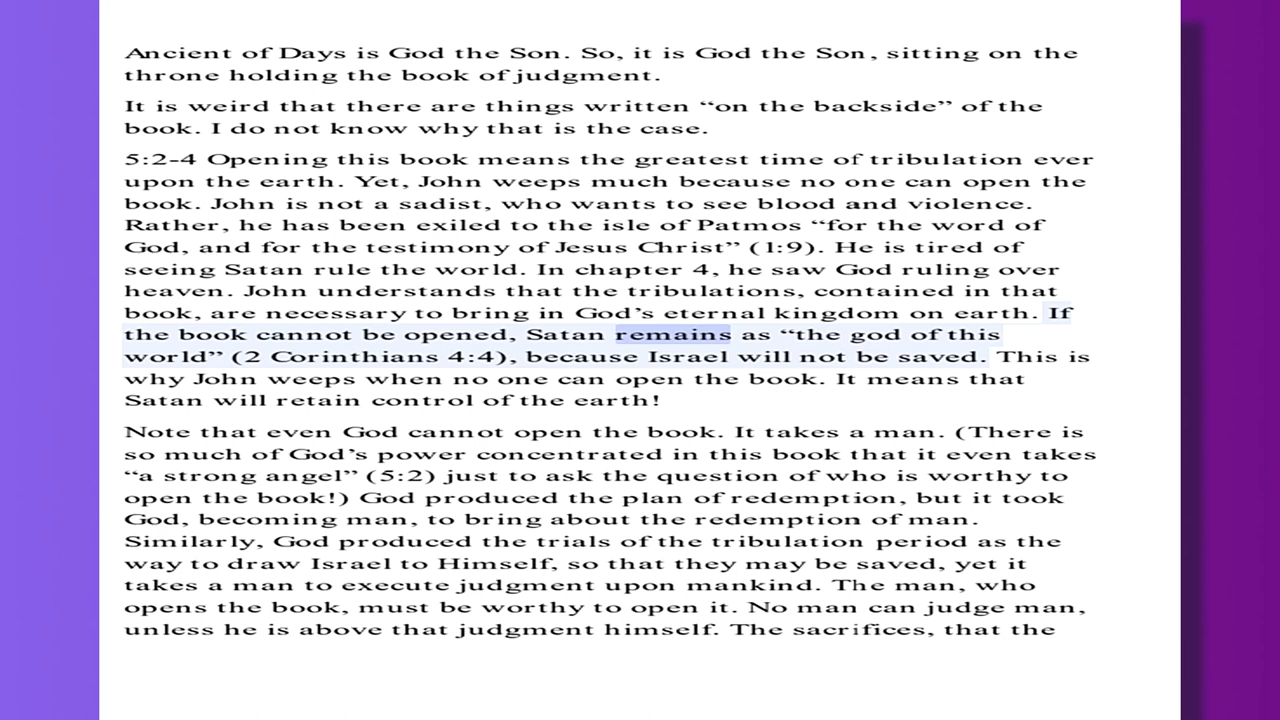 Ancient of Days is God the Son. So, it is God the Son, sitting on the
throne holding the book of judgment.
It is weird that there are things written “on the backside” of the
book. I do not know why that is the case.
5:2-4 Opening this book means the greatest time of tribulation ever
upon the earth. Yet, John weeps much because no one can open the
book. John is not a sadist, who wants to see blood and violence.
Rather, he has been exiled to the isle of Patmos “for the word of
God, and for the testimony of Jesus Christ” (1:9). He is tired of
seeing Satan rule the world. In chapter 4, he saw God ruling over
heaven. John understands that the tribulations, contained in that
book, are necessary to bring in God’s eternal kingdom on earth. If
the book cannot be opened, Satan remains as “the god of this
world” (2 Corinthians 4:4), because Israel will not be saved. This is
why John weeps when no one can open the book. It means that
Satan will retain control of the earth!
Note that even God cannot open the book. It takes a man. (There is
so much of God’s power concentrated in this book that it even takes
“a strong angel” (5:2) just to ask the question of who is worthy to
open the book!) God produced the plan of redemption, but it took
God, becoming man, to bring about the redemption of man.
Similarly, God produced the trials of the tribulation period as the
way to draw Israel to Himself, so that they may be saved, yet it
takes a man to execute judgment upon mankind. The man, who
opens the book, must be worthy to open it. No man can judge man,
unless he is above that judgment himself. The sacrifices, that the